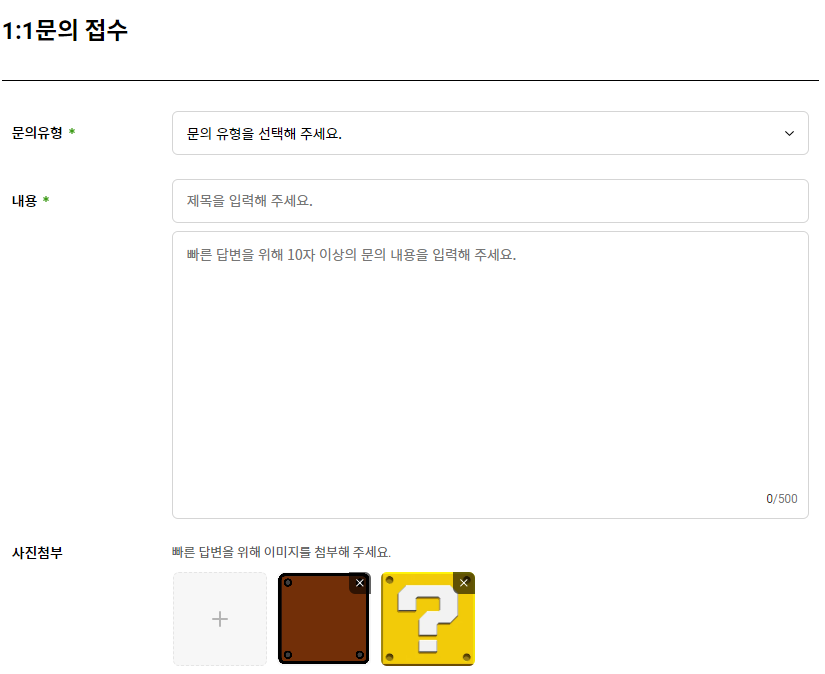 1:1문의 접수
문의유형 *
문의 유형을 선택해 주세요.
내용 *
제목을 입력해 주세요.
빠른 답변을 위해 10자 이상의 문의 내용을 입력해 주세요.
0/500
사진첨부
빠른 답변을 위해 이미지를 첨부해 주세요.
+
?